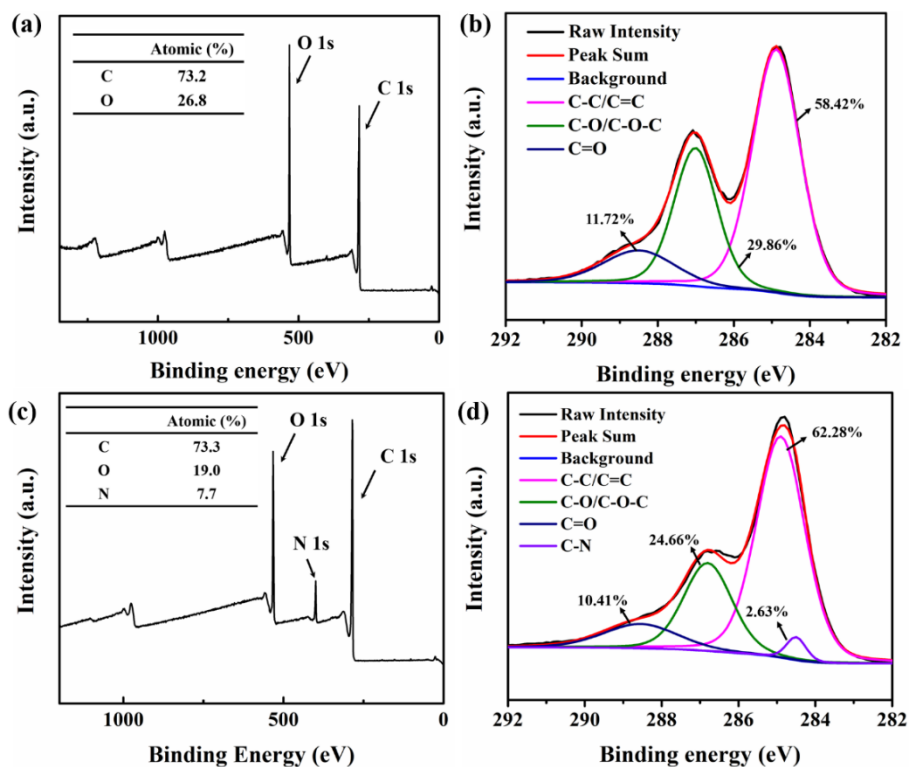 (a)
Atomic (%)
C 73.2
O 26.8
O 1s
C 1s
Intensity (a.u.)
1000 500 0
Binding energy (eV)
(b)
Raw Intensity
Peak Sum
Background
C-C/C=C
C-O/C-O-C
C=O
58.42%
11.72%
29.86%
Intensity (a.u.)
292 290 288 286 284 282
Binding energy (eV)
(c)
Atomic (%)
C 73.3
O 19.0
N 7.7
O 1s
C 1s
N 1s
Intensity (a.u.)
1000 500 0
Binding Energy (eV)
(d)
Raw Intensity
Peak Sum
Background
C-C/C=C
C-O/C-O-C
C=O
C-N
62.28%
24.66%
10.41%
2.63%
Intensity (a.u.)
292 290 288 286 284 282
Binding energy (eV)